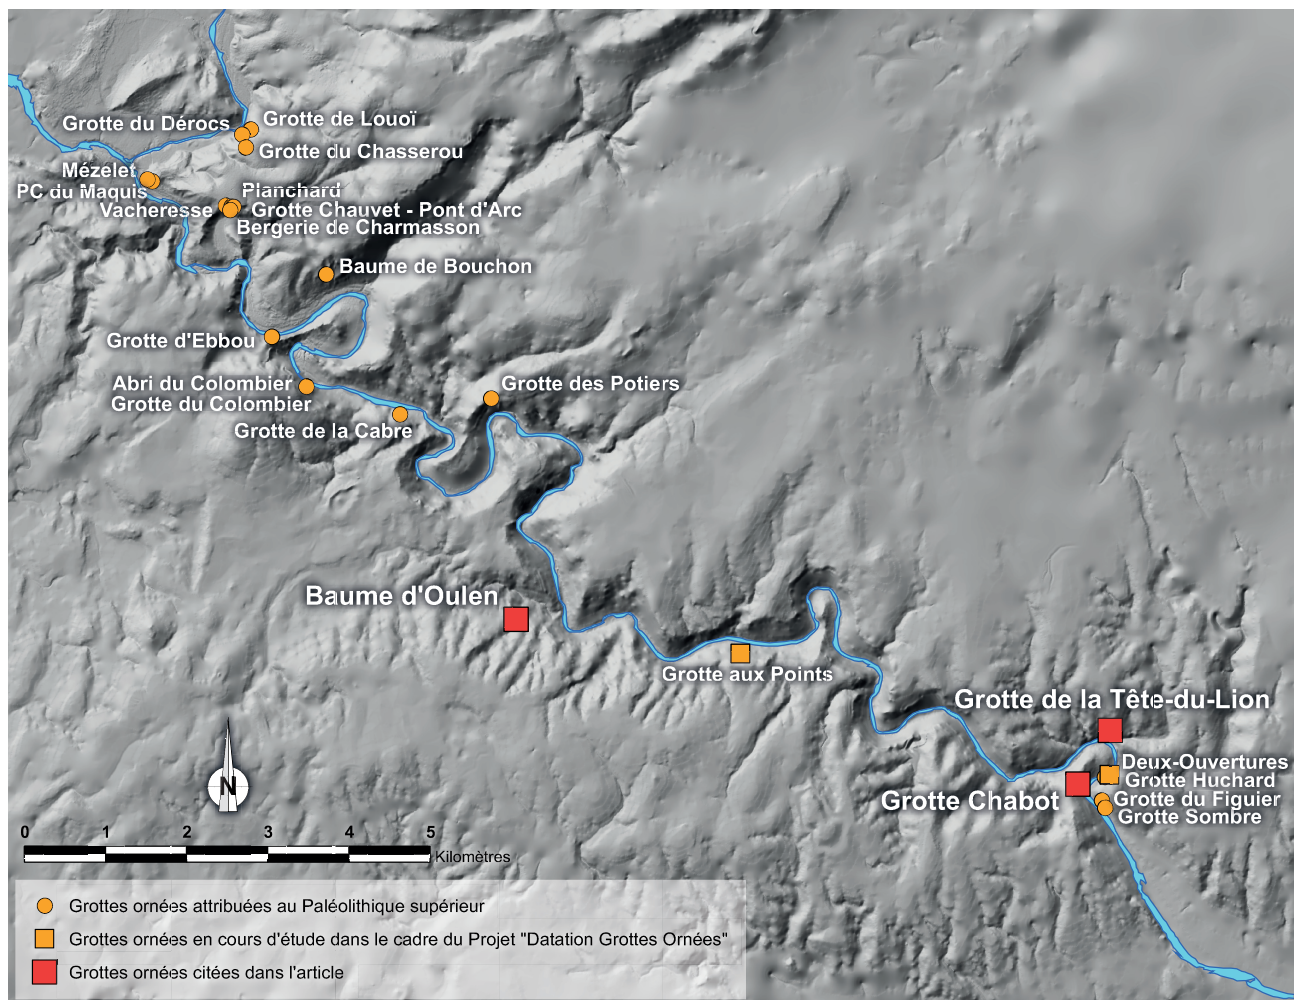 Grotte de Louoï
Grotte du Dérocs
Grotte du Chasserou
Mézelet
PC du Maquis
Planchard
Vacheresse
Grotte Chauvet - Pont d'Arc
Bergerie de Charmasson
Baume de Bouchon
Grotte d'Ebbou
Abri du Colombier
Grotte du Colombier
Grotte des Potiers
Grotte de la Cabre
Baume d'Oulen
Grotte aux Points
Grotte de la Tête-du-Lion
Deux-Ouvertures
Grotte Huchard
Grotte Chabot
Grotte du Figuier
Grotte Sombre
N
0 1 2 3 4 5
Kilomètres
Grottes ornées attribuées au Paléolithique supérieur
Grottes ornées en cours d'étude dans le cadre du Projet "Datation Grottes Ornées"
Grottes ornées citées dans l'article